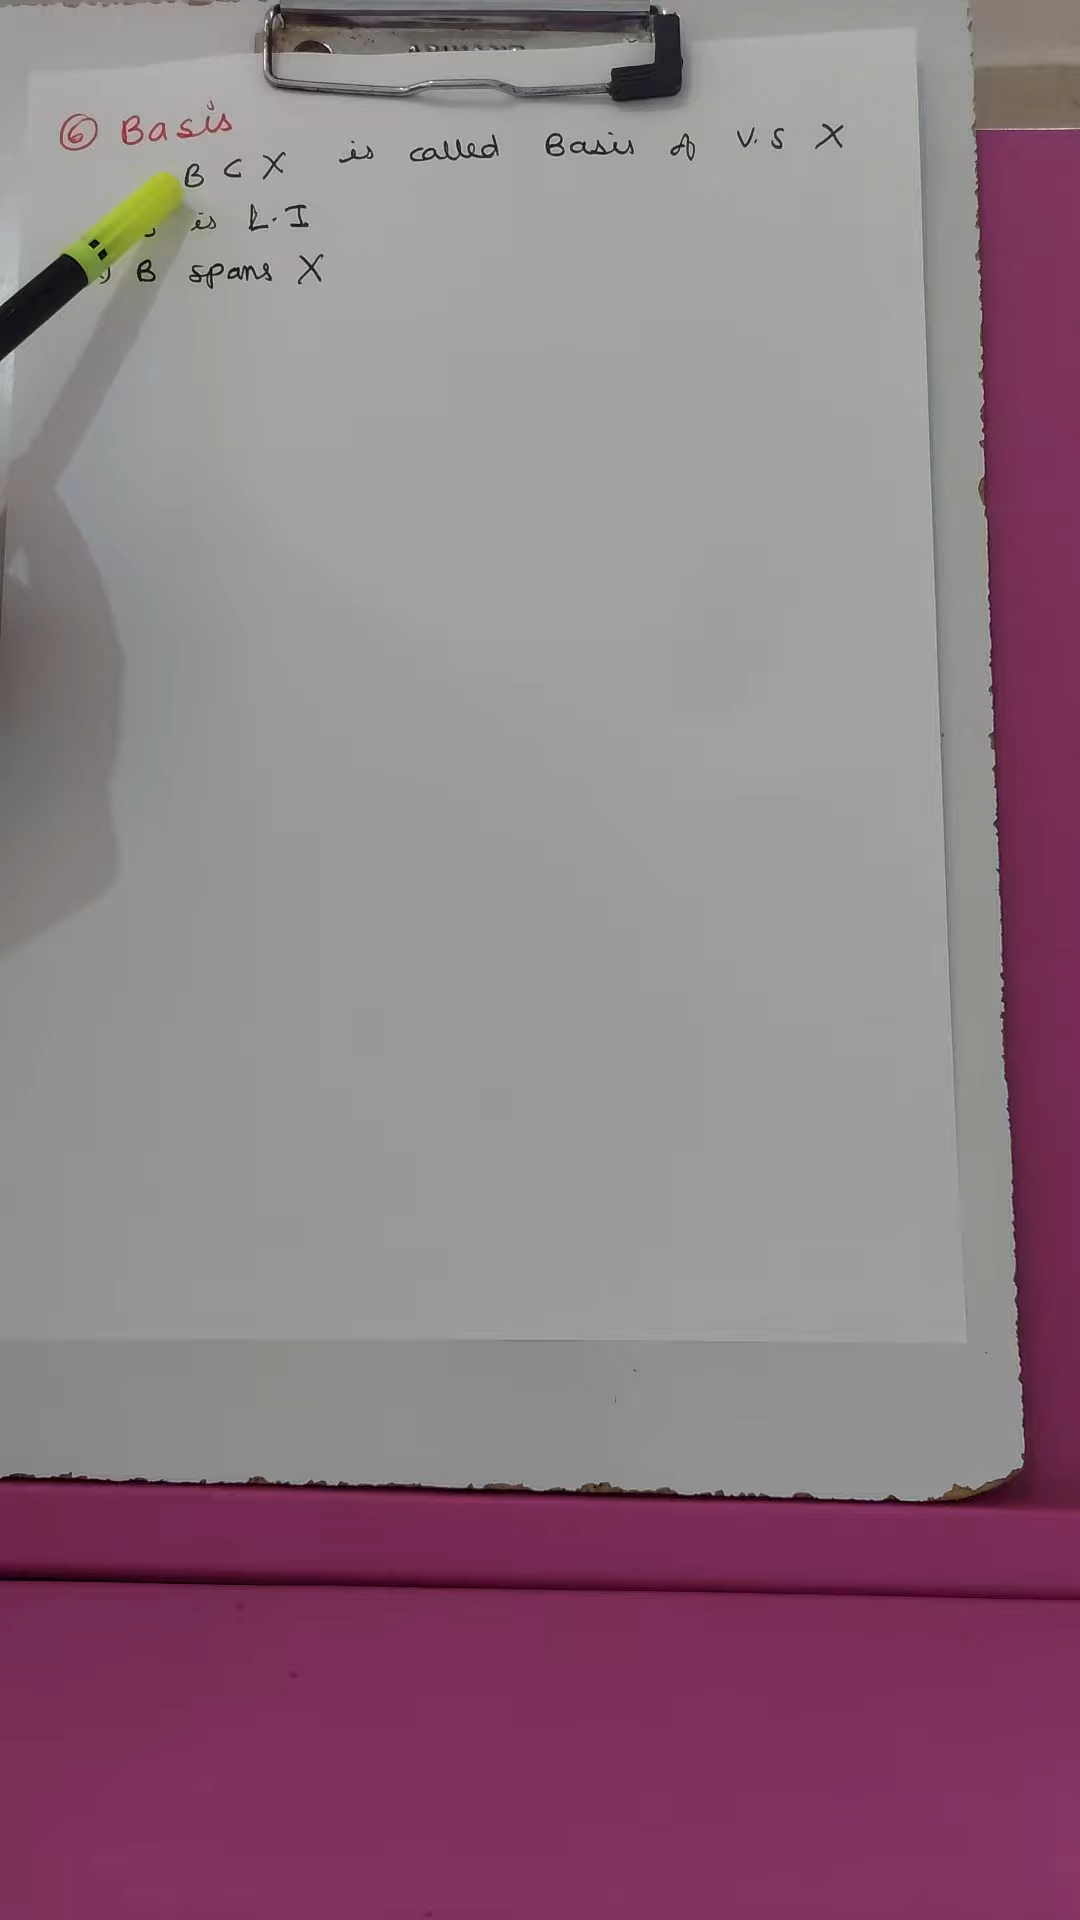 ⑥ Basis
B ⊂ X is called Basis of V.S X
is L.I
B spans X